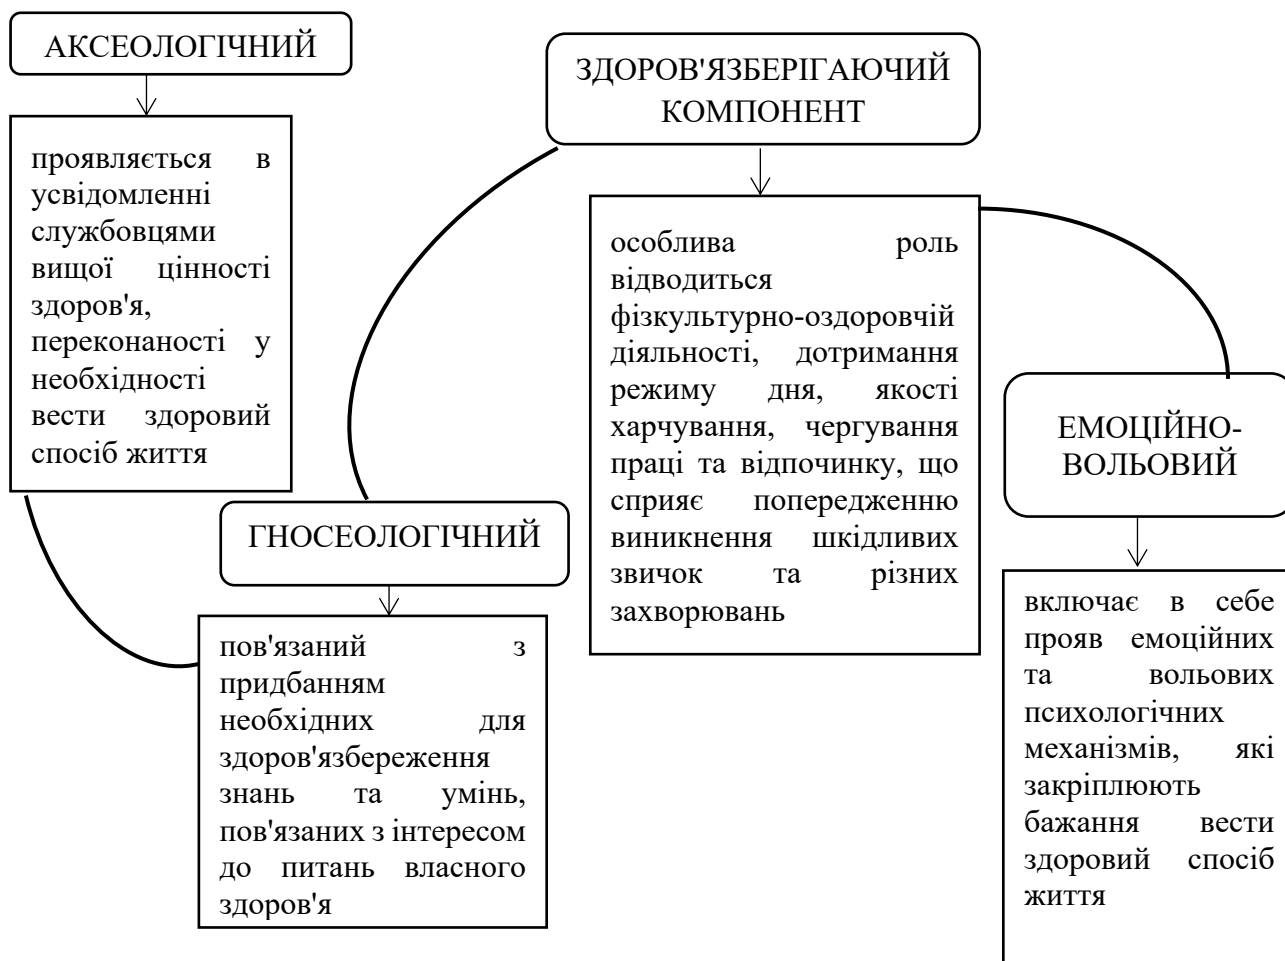 АКСЕОЛОГІЧНИЙ
проявляється в
усвідомленні
службовцями
вищої цінності
здоров'я,
переконаності у
необхідності
вести здоровий
спосіб життя
ЗДОРОВ'ЯЗБЕРІГАЮЧИЙ
КОМПОНЕНТ
особлива роль
відводиться
фізкультурно-оздоровчій
діяльності, дотримання
режиму дня, якості
харчування, чергування
праці та відпочинку, що
сприяє попередженню
виникнення шкідливих
звичок та різних
захворювань
ГНОСЕОЛОГІЧНИЙ
пов'язаний з
придбанням
необхідних для
здоров'язбереження
знань та умінь,
пов'язаних з інтересом
до питань власного
здоров'я
ЕМОЦІЙНО-
ВОЛЬОВИЙ
включає в себе
прояв емоційних
та вольових
психологічних
механізмів, які
закріплюють
бажання вести
здоровий спосіб
життя